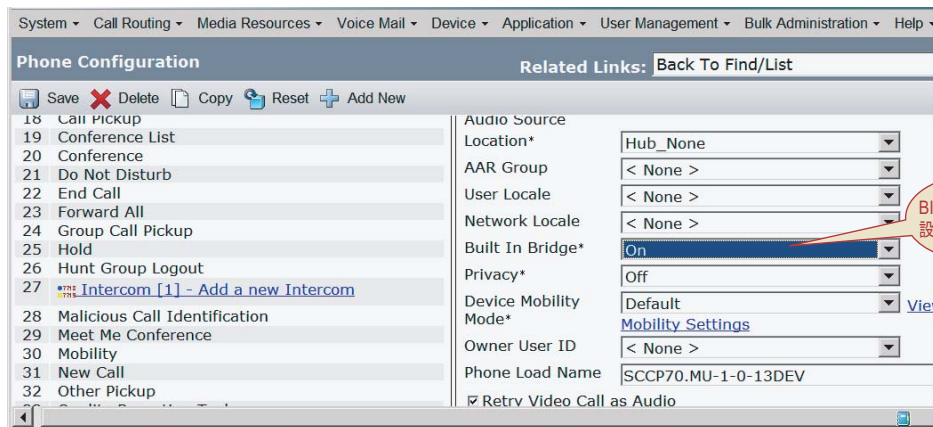 System Call Routing Media Resources Voice Mail Device Application User Management Bulk Administration Help
Phone Configuration
Related Links: Back To Find/List
Save Delete Copy Reset Add New
18 Call Pickup
19 Conference List
20 Conference
21 Do Not Disturb
22 End Call
23 Forward All
24 Group Call Pickup
25 Hold
26 Hunt Group Logout
27 Intercom [1] - Add a new Intercom
28 Malicious Call Identification
29 Meet Me Conference
30 Mobility
31 New Call
32 Other Pickup
Audio Source
Location* Hub_None
AAR Group < None >
User Locale < None >
Network Locale < None >
Built In Bridge* On
Privacy* Off
Device Mobility Mode* Default
Mobility Settings
Owner User ID < None >
Phone Load Name SCCP70.MU-1-0-13DEV
Retry Video Call as Audio
設